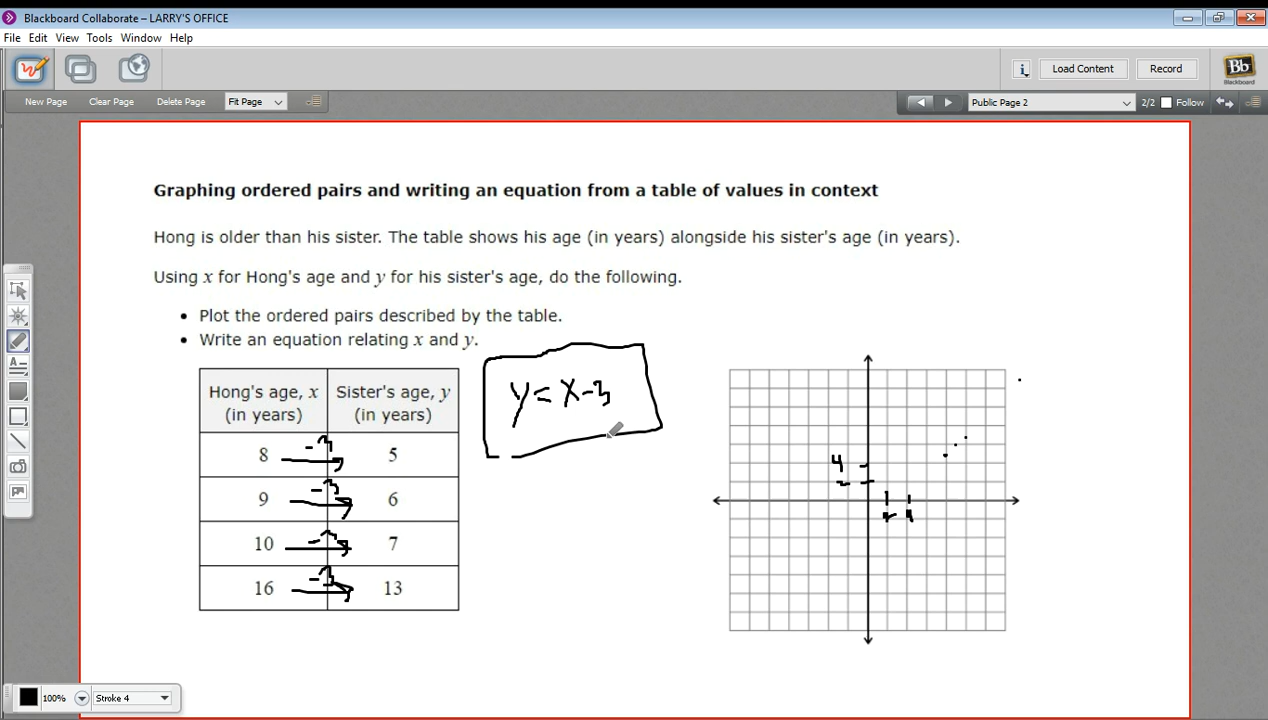 Blackboard Collaborate – LARRY'S OFFICE
File Edit View Tools Window Help
Load Content
Record
Bb
Blackboard
New Page Clear Page Delete Page Fit Page
Public Page 2
2/2
Follow
Graphing ordered pairs and writing an equation from a table of values in context
Hong is older than his sister. The table shows his age (in years) alongside his sister's age (in years).
Using x for Hong's age and y for his sister's age, do the following.
• Plot the ordered pairs described by the table.
• Write an equation relating x and y.
Hong's age, x (in years)
Sister's age, y (in years)
8 -3 5
9 -3 6
10 -3 7
16 -3 13
y = x - 3
4
2
2 4
100%
Stroke 4